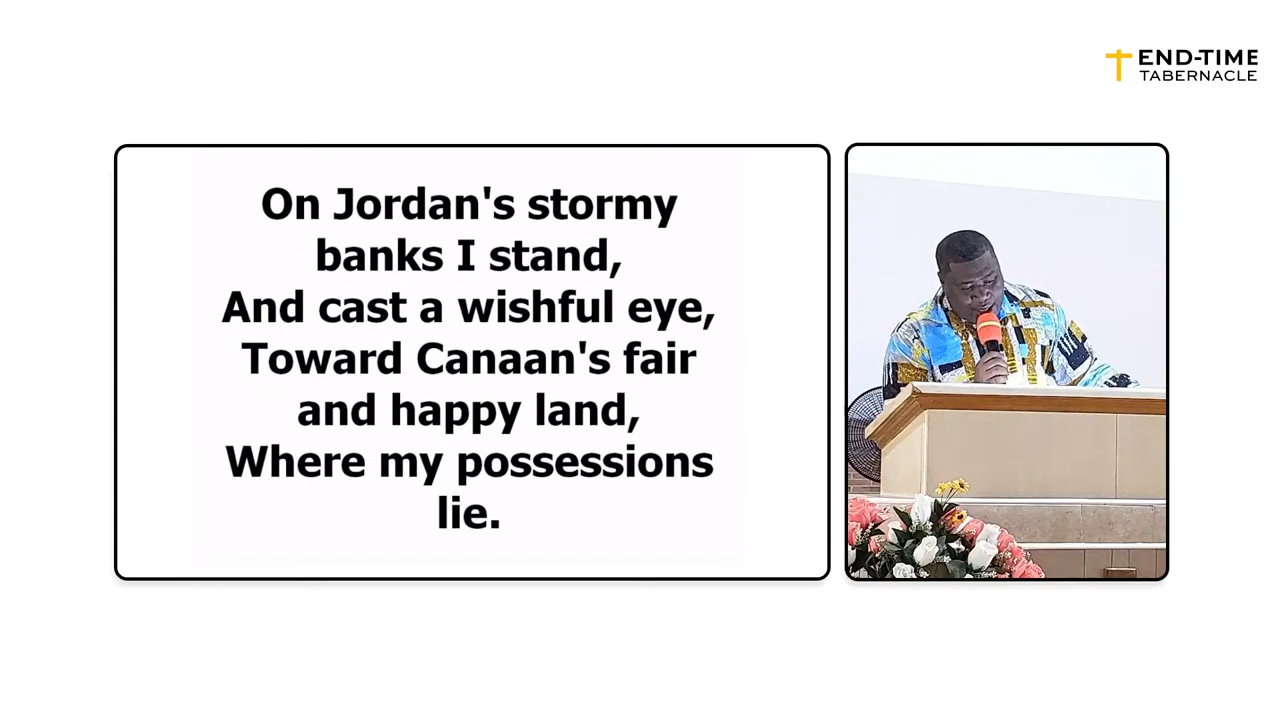 END-TIME
TABERNACLE
On Jordan's stormy
banks I stand,
And cast a wishful eye,
Toward Canaan's fair
and happy land,
Where my possessions
lie.